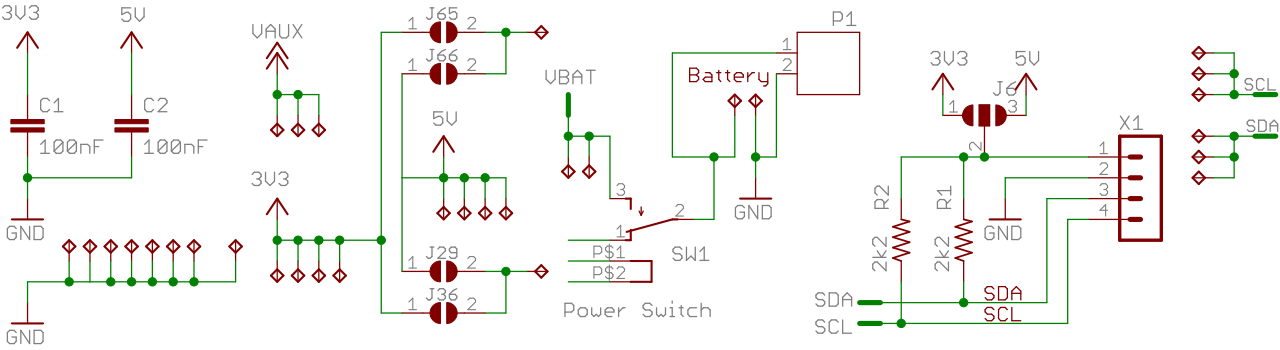 3V3
5V
C1
100nF
C2
100nF
GND
GND
VAUX
3V3
J65
1 2
J66
1 2
5V
J29
1 2
J36
1 2
VBAT
3
2
1
SW1
P$1
P$2
Power Switch
Battery
P1
1
2
GND
3V3
5V
J6
1
3
2
R2
2k2
R1
2k2
GND
X1
1
2
3
4
SDA
SDA
SCL
SCL
SCL
SDA